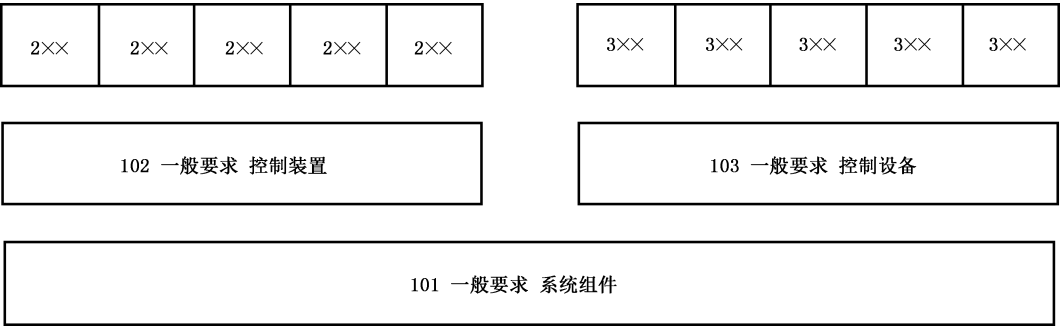 2×× 2×× 2×× 2×× 2×× 3×× 3×× 3×× 3×× 3××
102 一般要求 控制装置 103 一般要求 控制设备
101 一般要求 系统组件